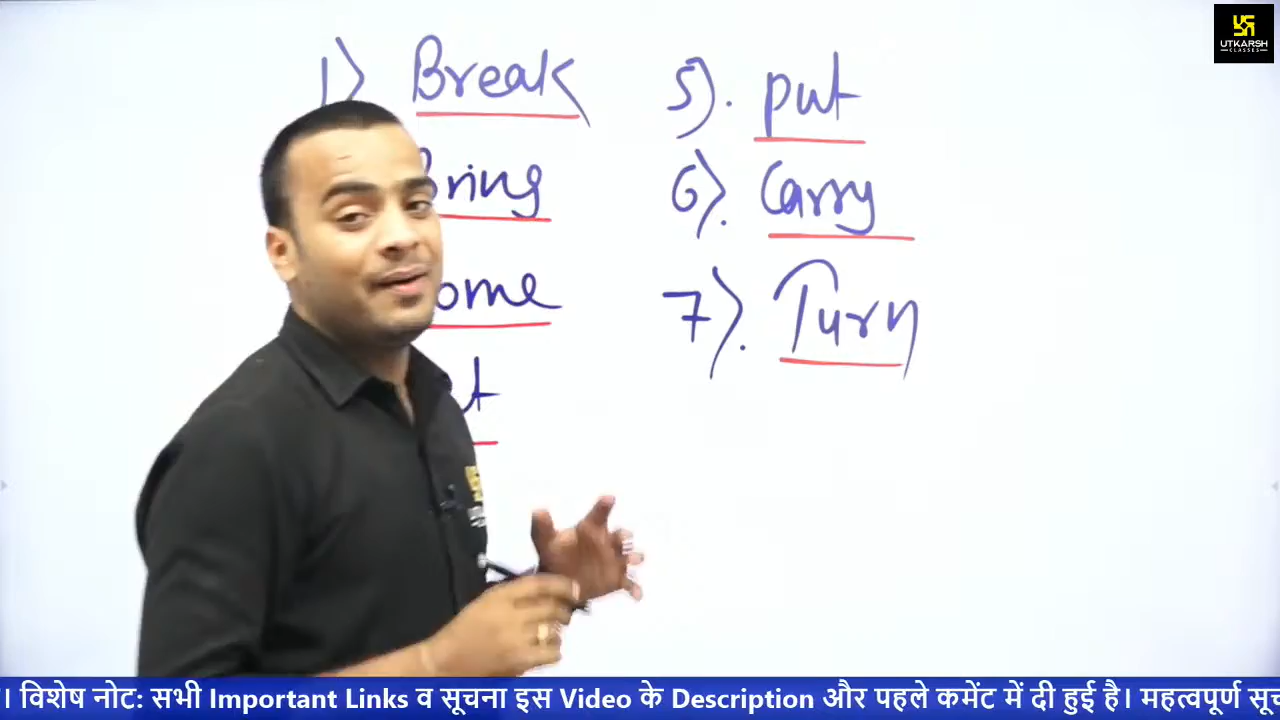 1) Break
Bring
ome
t
5). put
6). Carry
7). Turn
UTKARSH
CLASSES
। विशेष नोट: सभी Important Links व सूचना इस Video के Description और पहले कमेंट में दी हुई है। महत्वपूर्ण सूच